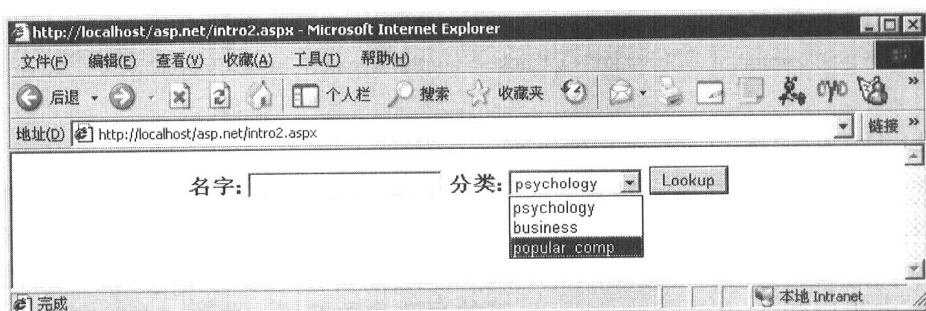 http://localhost/asp.net/intro2.aspx - Microsoft Internet Explorer
文件(F) 编辑(E) 查看(V) 收藏(A) 工具(T) 帮助(H)
后退 个人栏 搜索 收藏夹 »
地址(D) http://localhost/asp.net/intro2.aspx 链接 »
名字: 分类: psychology Lookup
psychology
business
popular_comp
完成 本地 Intranet